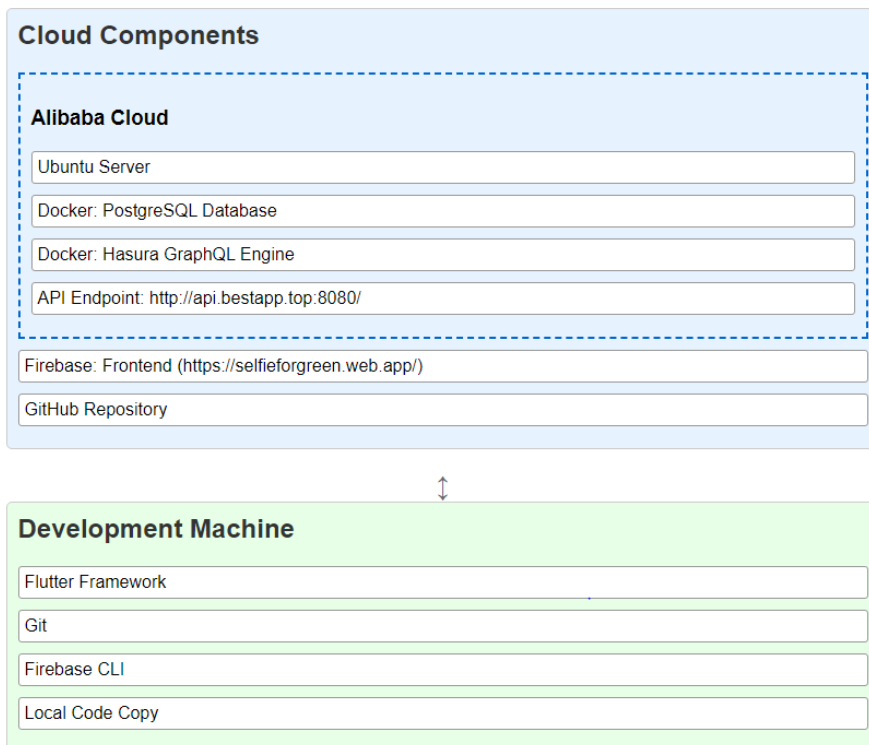 Cloud Components
Alibaba Cloud
Ubuntu Server
Docker: PostgreSQL Database
Docker: Hasura GraphQL Engine
API Endpoint: http://api.bestapp.top:8080/
Firebase: Frontend (https://selfieforgreen.web.app/)
GitHub Repository
↕
Development Machine
Flutter Framework
Git
Firebase CLI
Local Code Copy